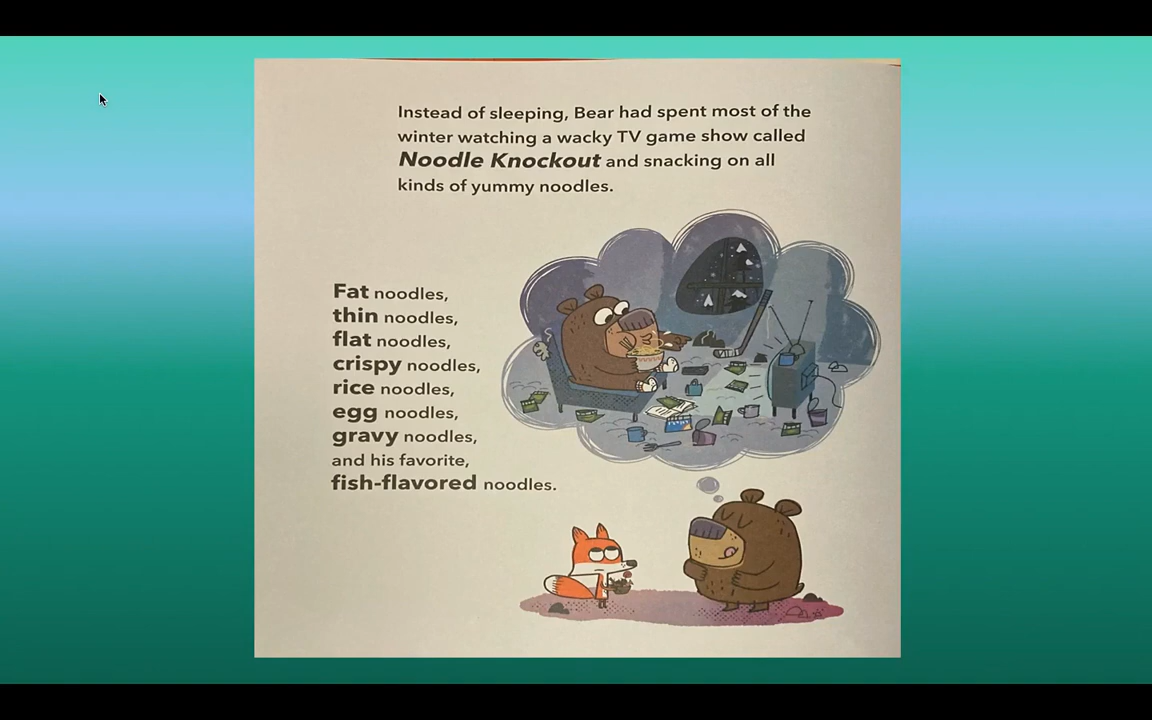 Instead of sleeping, Bear had spent most of the
winter watching a wacky TV game show called
Noodle Knockout and snacking on all
kinds of yummy noodles.
Fat noodles,
thin noodles,
flat noodles,
crispy noodles,
rice noodles,
egg noodles,
gravy noodles,
and his favorite,
fish-flavored noodles.